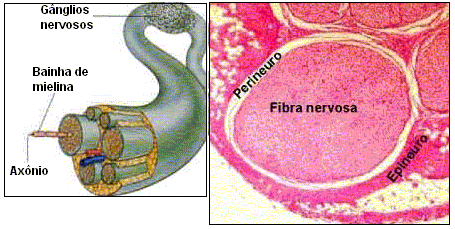 Gânglios
nervosos
Bainha de
mielina
Axônio
Perineuro
Fibra nervosa
Epineuro